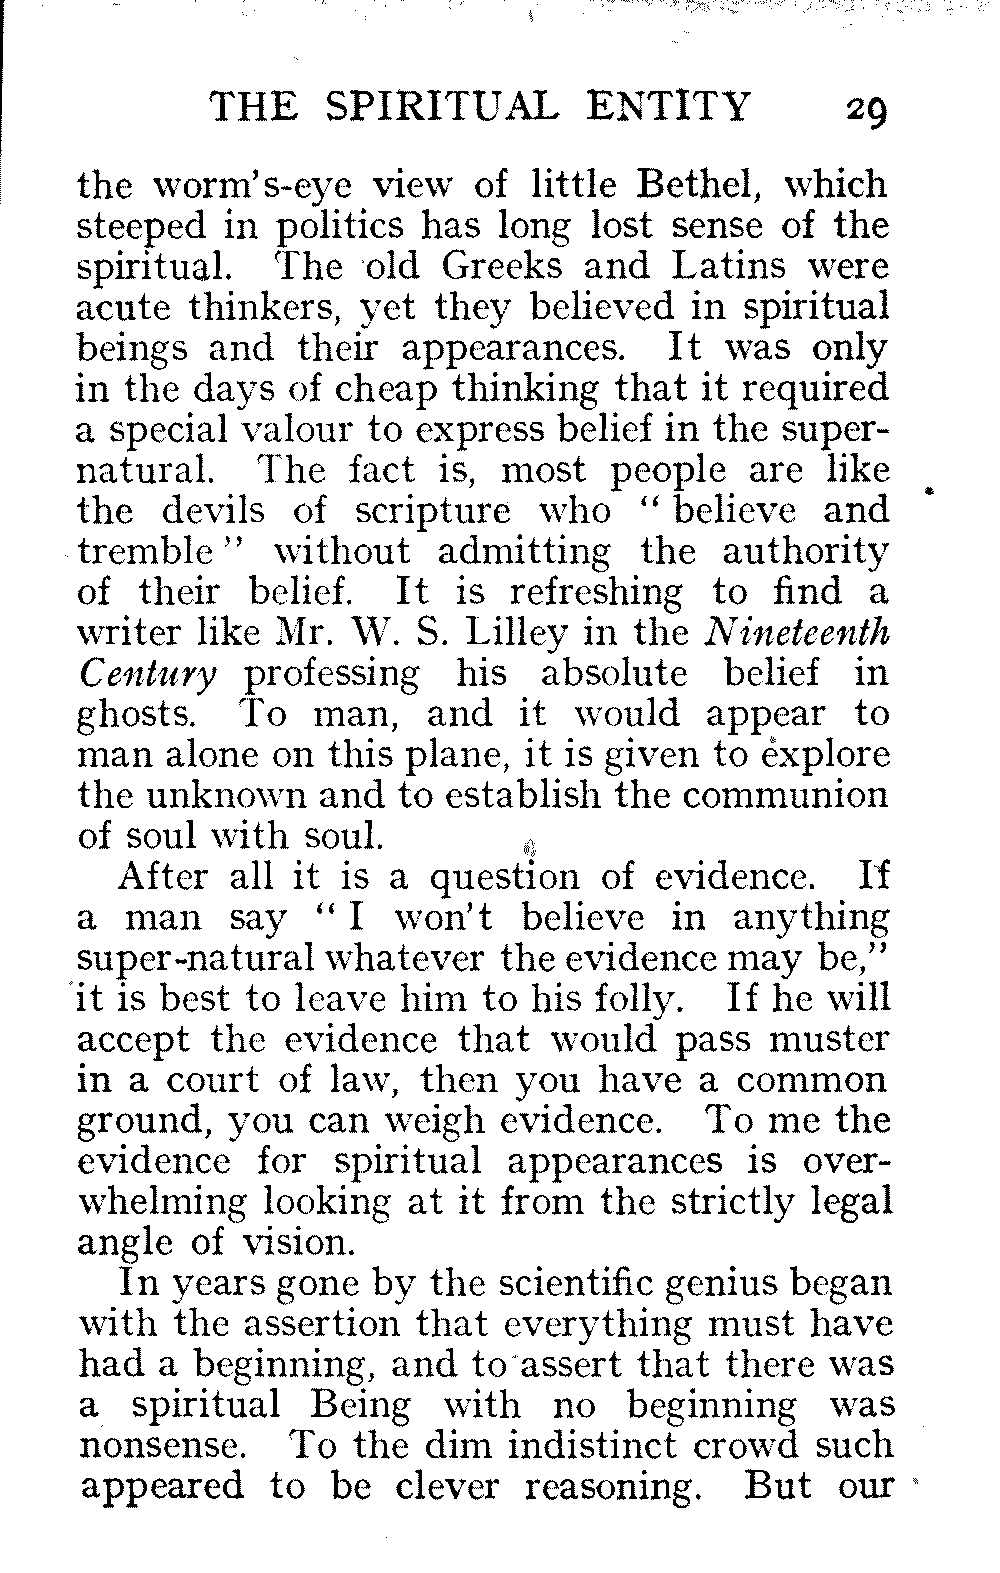 THE SPIRITUAL ENTITY 29
the worm's-eye view of little Bethel, which
steeped in politics has long lost sense of the
spiritual. The old Greeks and Latins were
acute thinkers, yet they believed in spiritual
beings and their appearances. It was only
in the days of cheap thinking that it required
a special valour to express belief in the super-
natural. The fact is, most people are like
the devils of scripture who “ believe and
tremble ” without admitting the authority
of their belief. It is refreshing to find a
writer like Mr. W. S. Lilley in the Nineteenth
Century professing his absolute belief in
ghosts. To man, and it would appear to
man alone on this plane, it is given to explore
the unknown and to establish the communion
of soul with soul.
After all it is a question of evidence. If
a man say “ I won't believe in anything
super-natural whatever the evidence may be,”
it is best to leave him to his folly. If he will
accept the evidence that would pass muster
in a court of law, then you have a common
ground, you can weigh evidence. To me the
evidence for spiritual appearances is over-
whelming looking at it from the strictly legal
angle of vision.
In years gone by the scientific genius began
with the assertion that everything must have
had a beginning, and to assert that there was
a spiritual Being with no beginning was
nonsense. To the dim indistinct crowd such
appeared to be clever reasoning. But our